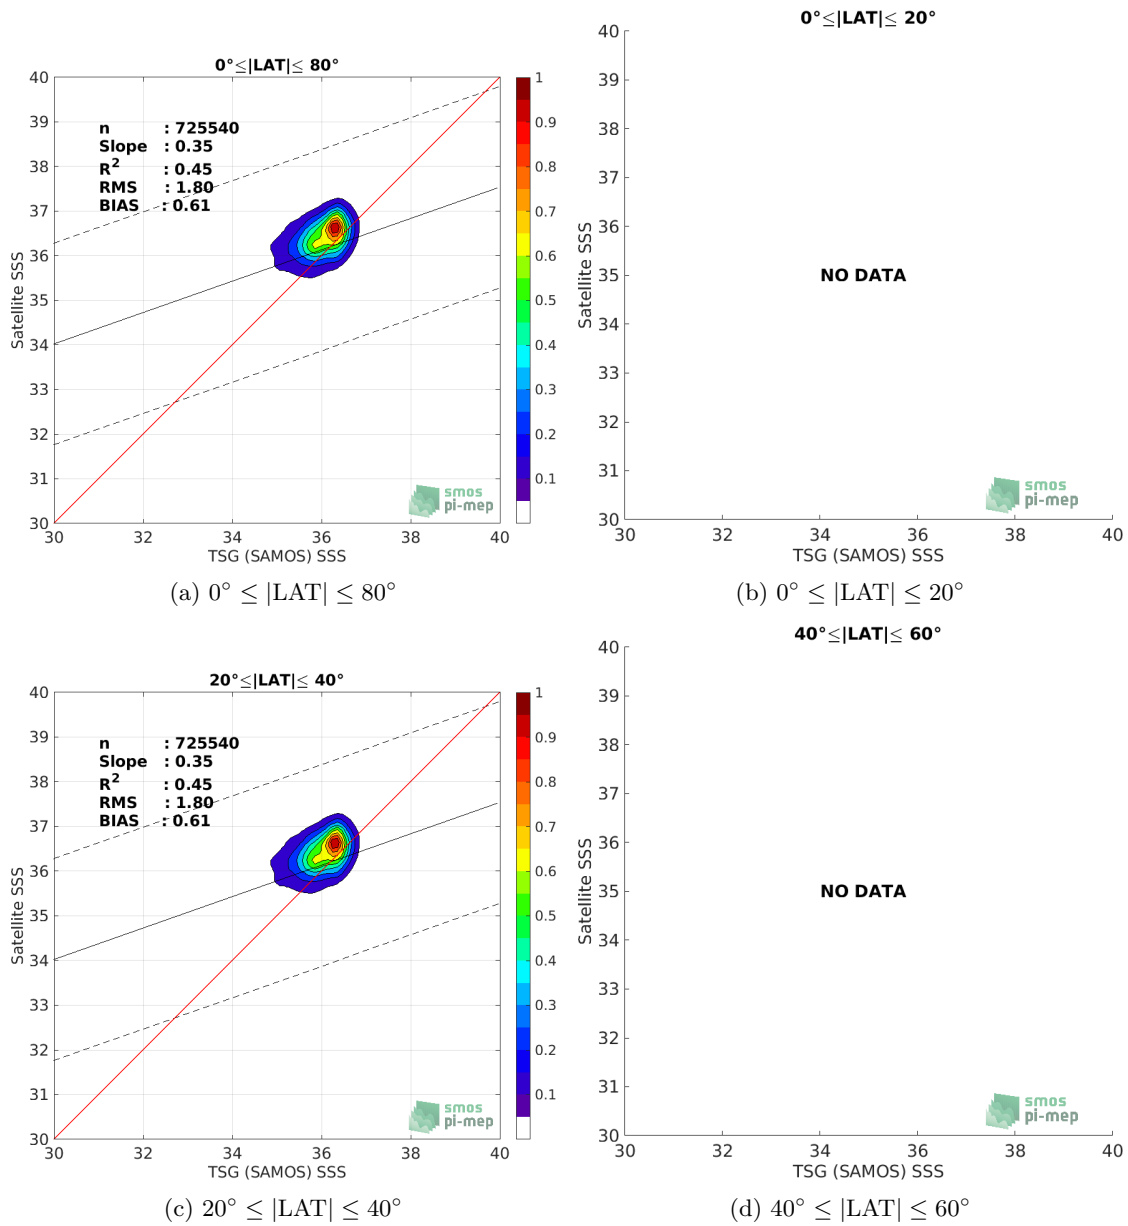 0°≤|LAT|≤ 80°
40
39
38
37
36
35
34
33
32
31
30
Satellite SSS
n : 725540
Slope : 0.35
R2 : 0.45
RMS : 1.80
BIAS : 0.61
1
0.9
0.8
0.7
0.6
0.5
0.4
0.3
0.2
0.1
smos
pi-mep
30 32 34 36 38 40
TSG (SAMOS) SSS
(a) 0° ≤ |LAT| ≤ 80°
0°≤|LAT|≤ 20°
40
39
38
37
36
35
34
33
32
31
30
Satellite SSS
NO DATA
smos
pi-mep
30 32 34 36 38 40
TSG (SAMOS) SSS
(b) 0° ≤ |LAT| ≤ 20°
20°≤|LAT|≤ 40°
40
39
38
37
36
35
34
33
32
31
30
Satellite SSS
n : 725540
Slope : 0.35
R2 : 0.45
RMS : 1.80
BIAS : 0.61
1
0.9
0.8
0.7
0.6
0.5
0.4
0.3
0.2
0.1
smos
pi-mep
30 32 34 36 38 40
TSG (SAMOS) SSS
(c) 20° ≤ |LAT| ≤ 40°
40°≤|LAT|≤ 60°
40
39
38
37
36
35
34
33
32
31
30
Satellite SSS
NO DATA
smos
pi-mep
30 32 34 36 38 40
TSG (SAMOS) SSS
(d) 40° ≤ |LAT| ≤ 60°